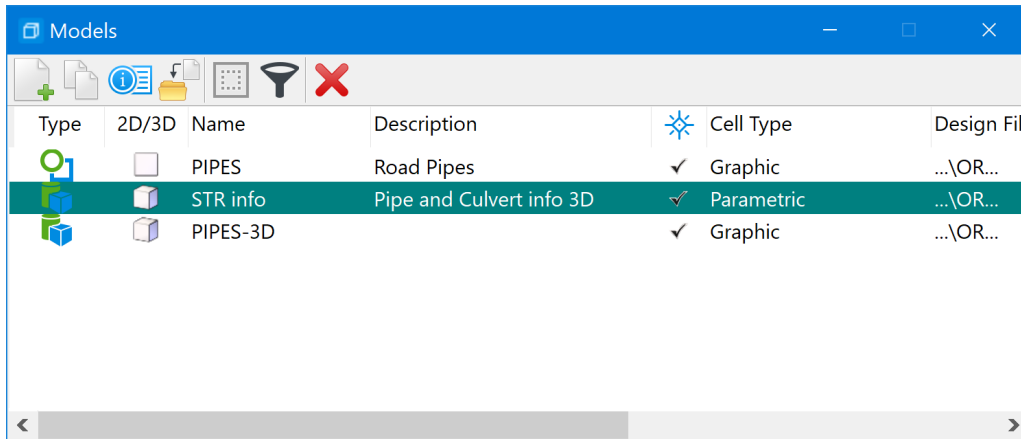 Models
Type 2D/3D Name Description Cell Type Design Fil
PIPES Road Pipes Graphic ...\OR...
STR info Pipe and Culvert info 3D Parametric ...\OR...
PIPES-3D Graphic ...\OR...